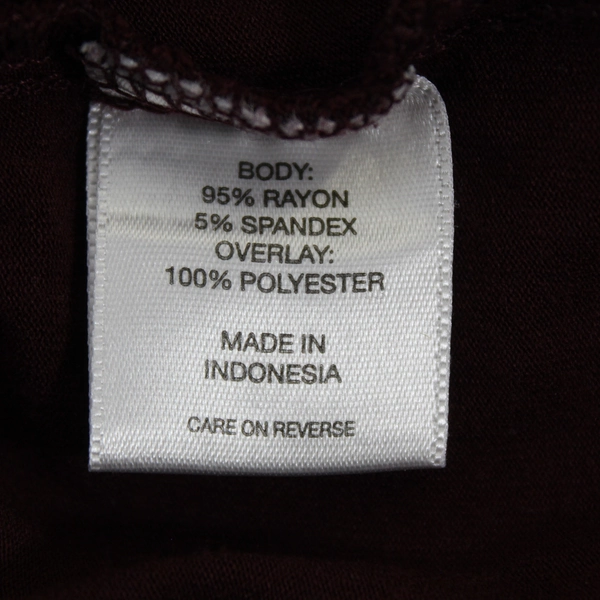 BODY:
95% RAYON
5% SPANDEX
OVERLAY:
100% POLYESTER
MADE IN
INDONESIA
CARE ON REVERSE